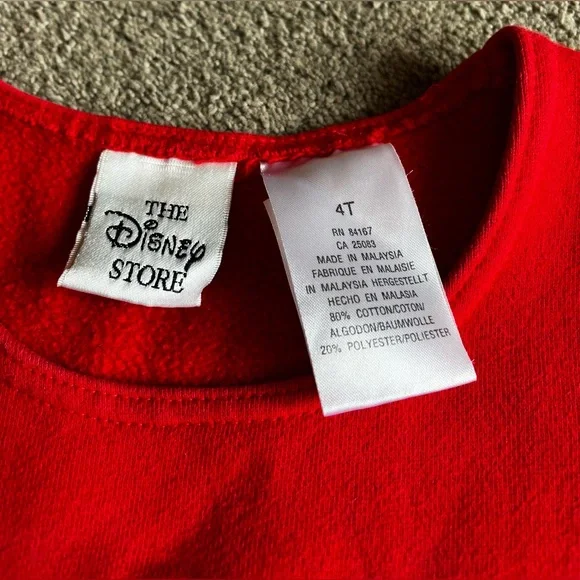 THE
Disney
STORE
4T
RN 84167
CA 25083
MADE IN MALAYSIA
FABRIQUE EN MALAISIE
IN MALAYSIA HERGESTELLT
HECHO EN MALASIA
80% COTTON/COTON/
ALGODON/BAUMWOLLE
20% POLYESTER/POLIESTER